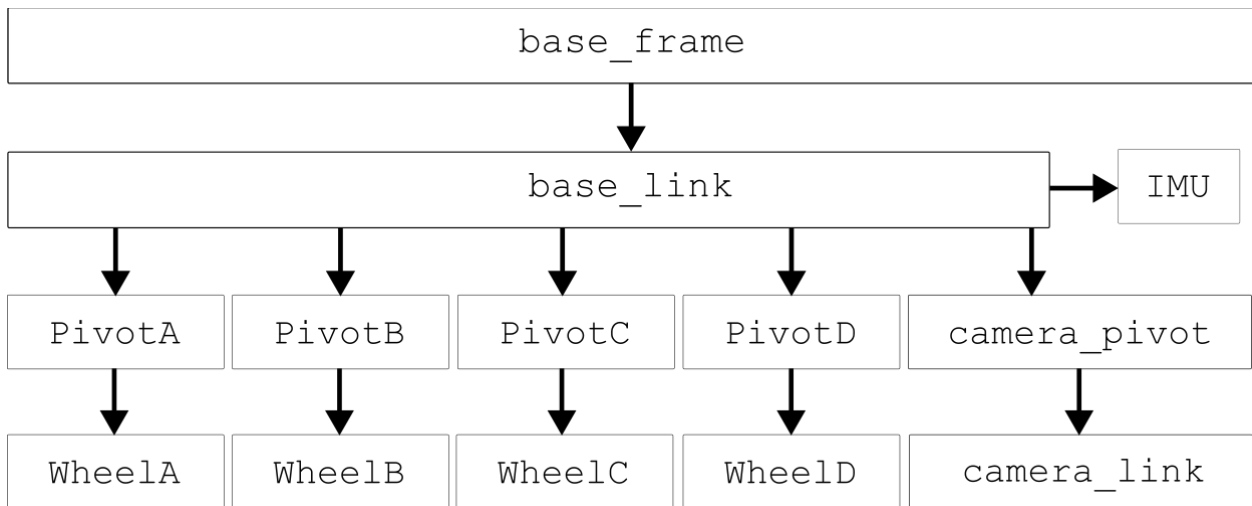 base_frame
base_link
IMU
PivotA
PivotB
PivotC
PivotD
camera_pivot
WheelA
WheelB
WheelC
WheelD
camera_link